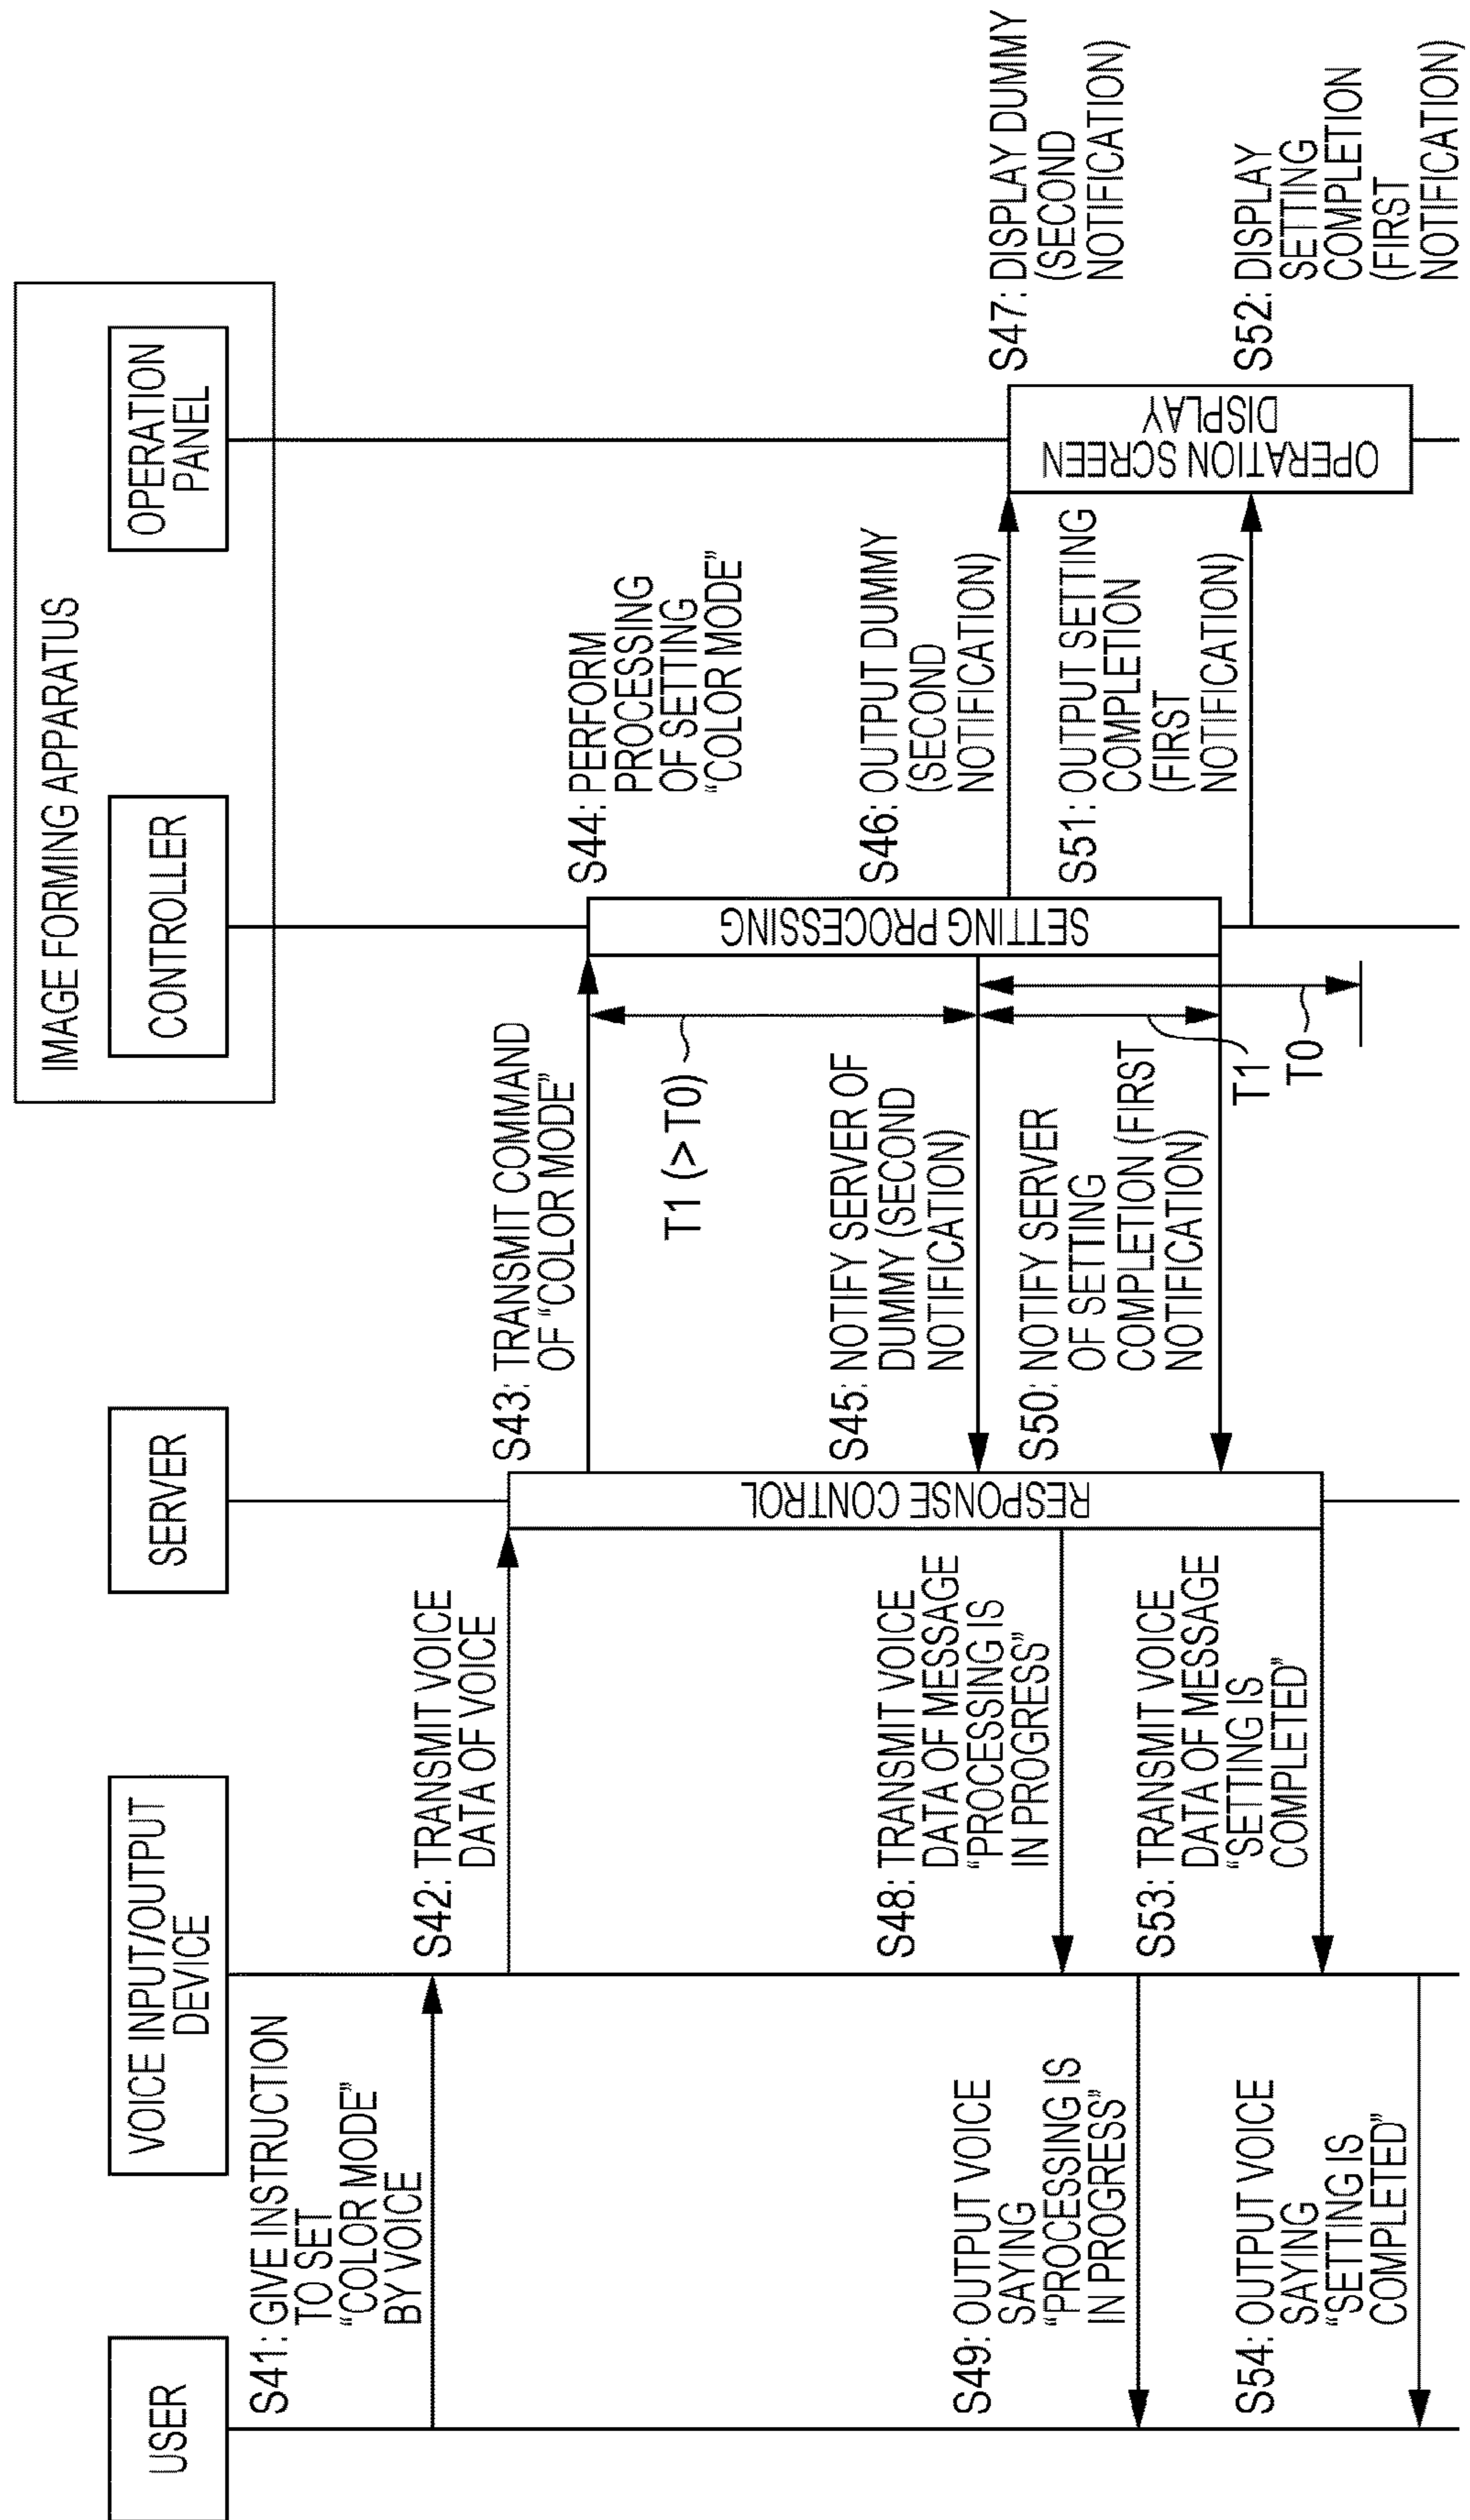 IMAGE FORMING APPARATUS
USER
VOICE INPUT/OUTPUT
DEVICE
SERVER
CONTROLLER
OPERATION
PANEL
S41: GIVE INSTRUCTION
TO SET
“COLOR MODE”
BY VOICE
S42: TRANSMIT VOICE
DATA OF VOICE
S43: TRANSMIT COMMAND
OF “COLOR MODE”
S44: PERFORM
PROCESSING
OF SETTING
“COLOR MODE”
T1 (> T0)
RESPONSE CONTROL
SETTING PROCESSING
S45: NOTIFY SERVER OF
DUMMY (SECOND
NOTIFICATION)
S46: OUTPUT DUMMY
(SECOND
NOTIFICATION)
S47: DISPLAY DUMMY
(SECOND
NOTIFICATION)
OPERATION SCREEN
DISPLAY
S48: TRANSMIT VOICE
DATA OF MESSAGE
“PROCESSING IS
IN PROGRESS”
S49: OUTPUT VOICE
SAYING
“PROCESSING IS
IN PROGRESS”
S50: NOTIFY SERVER
OF SETTING
COMPLETION (FIRST
NOTIFICATION)
T1
T0
S51: OUTPUT SETTING
COMPLETION
(FIRST
NOTIFICATION)
S52: DISPLAY
SETTING
COMPLETION
(FIRST
NOTIFICATION)
S53: TRANSMIT VOICE
DATA OF MESSAGE
“SETTING IS
COMPLETED”
S54: OUTPUT VOICE
SAYING
“SETTING IS
COMPLETED”